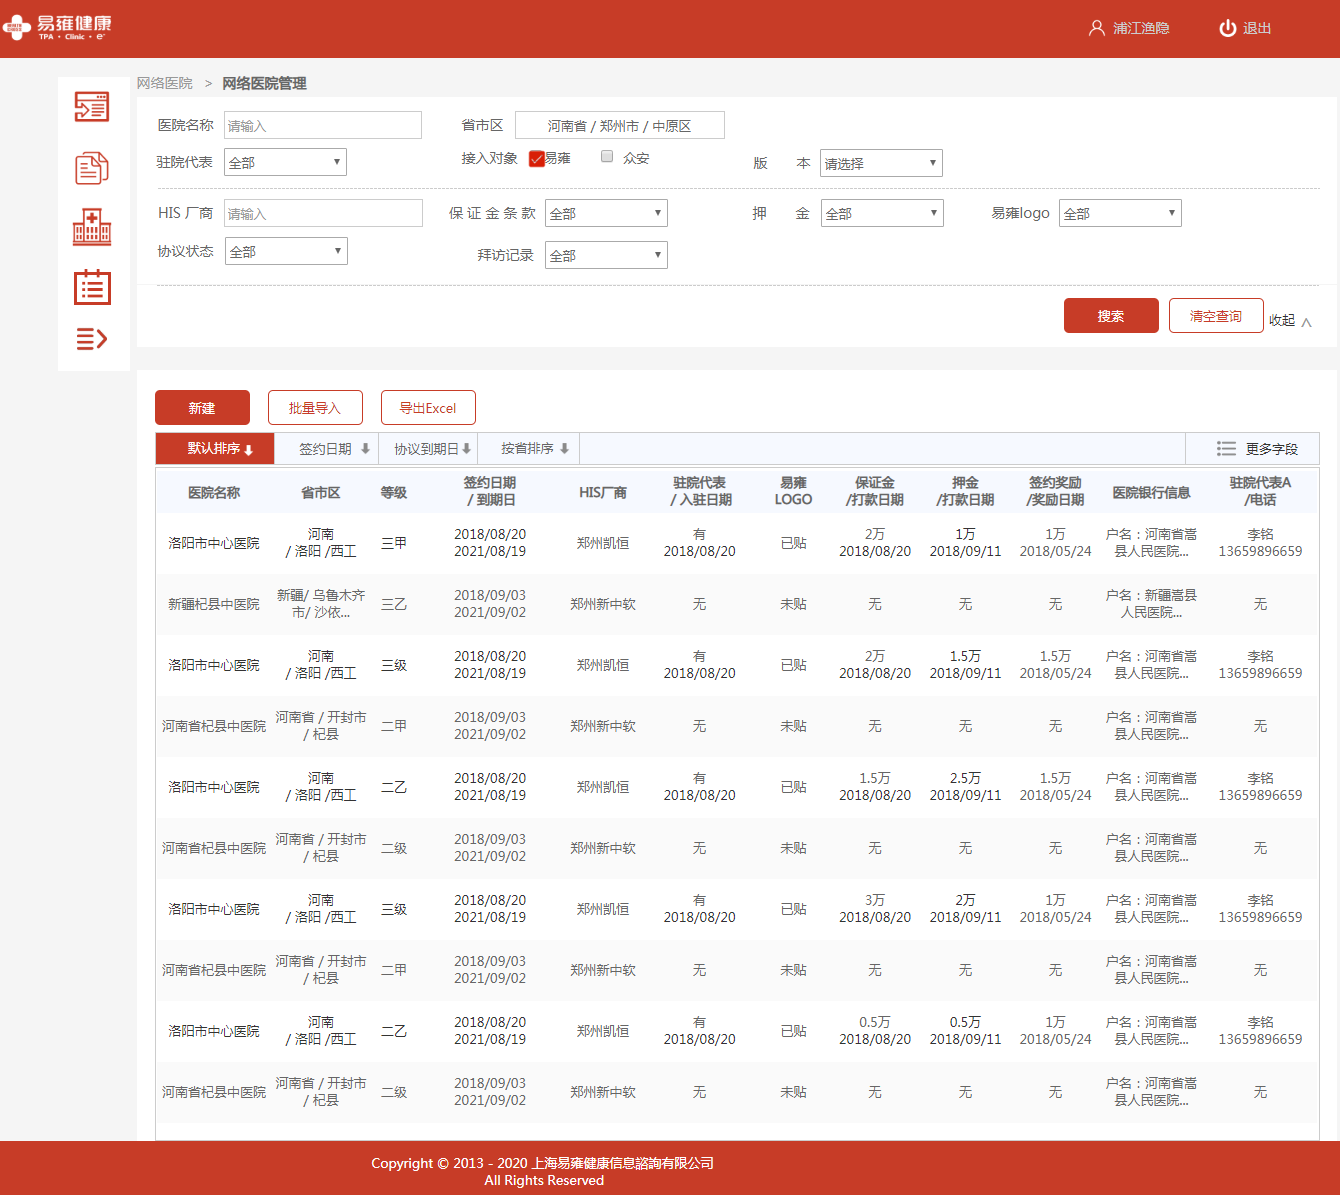 易雍健康
TPA · Clinic · e⁺
浦江渔隐
退出
网络医院 > 网络医院管理
医院名称 请输入 省市区 河南省 / 郑州市 / 中原区
驻院代表 全部 接入对象 易雍 众安 版 本 请选择
HIS 厂商 请输入 保 证 金 条 款 全部 押 金 全部 易雍logo 全部
协议状态 全部 拜访记录 全部
搜索 清空查询 收起
新建 批量导入 导出Excel
默认排序 签约日期 协议到期日 按省排序 更多字段
医院名称 省市区 等级 签约日期 / 到期日 HIS厂商 驻院代表 / 入驻日期 易雍 LOGO 保证金 /打款日期 押金 /打款日期 签约奖励 /奖励日期 医院银行信息 驻院代表A /电话
洛阳市中心医院 河南 / 洛阳 /西工 三甲 2018/08/20 2021/08/19 郑州凯恒 有 2018/08/20 已贴 2万 2018/08/20 1万 2018/09/11 1万 2018/05/24 户名：河南省嵩县人民医院... 李铭 13659896659
新疆杞县中医院 新疆/ 乌鲁木齐市/ 沙依... 三乙 2018/09/03 2021/09/02 郑州新中软 无 未贴 无 无 无 户名：新疆嵩县人民医院... 无
洛阳市中心医院 河南 / 洛阳 /西工 三级 2018/08/20 2021/08/19 郑州凯恒 有 2018/08/20 已贴 2万 2018/08/20 1.5万 2018/09/11 1.5万 2018/05/24 户名：河南省嵩县人民医院... 李铭 13659896659
河南省杞县中医院 河南省 / 开封市 / 杞县 二甲 2018/09/03 2021/09/02 郑州新中软 无 未贴 无 无 无 户名：河南省嵩县人民医院... 无
洛阳市中心医院 河南 / 洛阳 /西工 二乙 2018/08/20 2021/08/19 郑州凯恒 有 2018/08/20 已贴 1.5万 2018/08/20 2.5万 2018/09/11 1.5万 2018/05/24 户名：河南省嵩县人民医院... 李铭 13659896659
河南省杞县中医院 河南省 / 开封市 / 杞县 二级 2018/09/03 2021/09/02 郑州新中软 无 未贴 无 无 无 户名：河南省嵩县人民医院... 无
洛阳市中心医院 河南 / 洛阳 /西工 三级 2018/08/20 2021/08/19 郑州凯恒 有 2018/08/20 已贴 3万 2018/08/20 2万 2018/09/11 1万 2018/05/24 户名：河南省嵩县人民医院... 李铭 13659896659
河南省杞县中医院 河南省 / 开封市 / 杞县 二甲 2018/09/03 2021/09/02 郑州新中软 无 未贴 无 无 无 户名：河南省嵩县人民医院... 无
洛阳市中心医院 河南 / 洛阳 /西工 二乙 2018/08/20 2021/08/19 郑州凯恒 有 2018/08/20 已贴 0.5万 2018/08/20 0.5万 2018/09/11 1万 2018/05/24 户名：河南省嵩县人民医院... 李铭 13659896659
河南省杞县中医院 河南省 / 开封市 / 杞县 二级 2018/09/03 2021/09/02 郑州新中软 无 未贴 无 无 无 户名：河南省嵩县人民医院... 无
Copyright © 2013 - 2020 上海易雍健康信息諮詢有限公司
All Rights Reserved